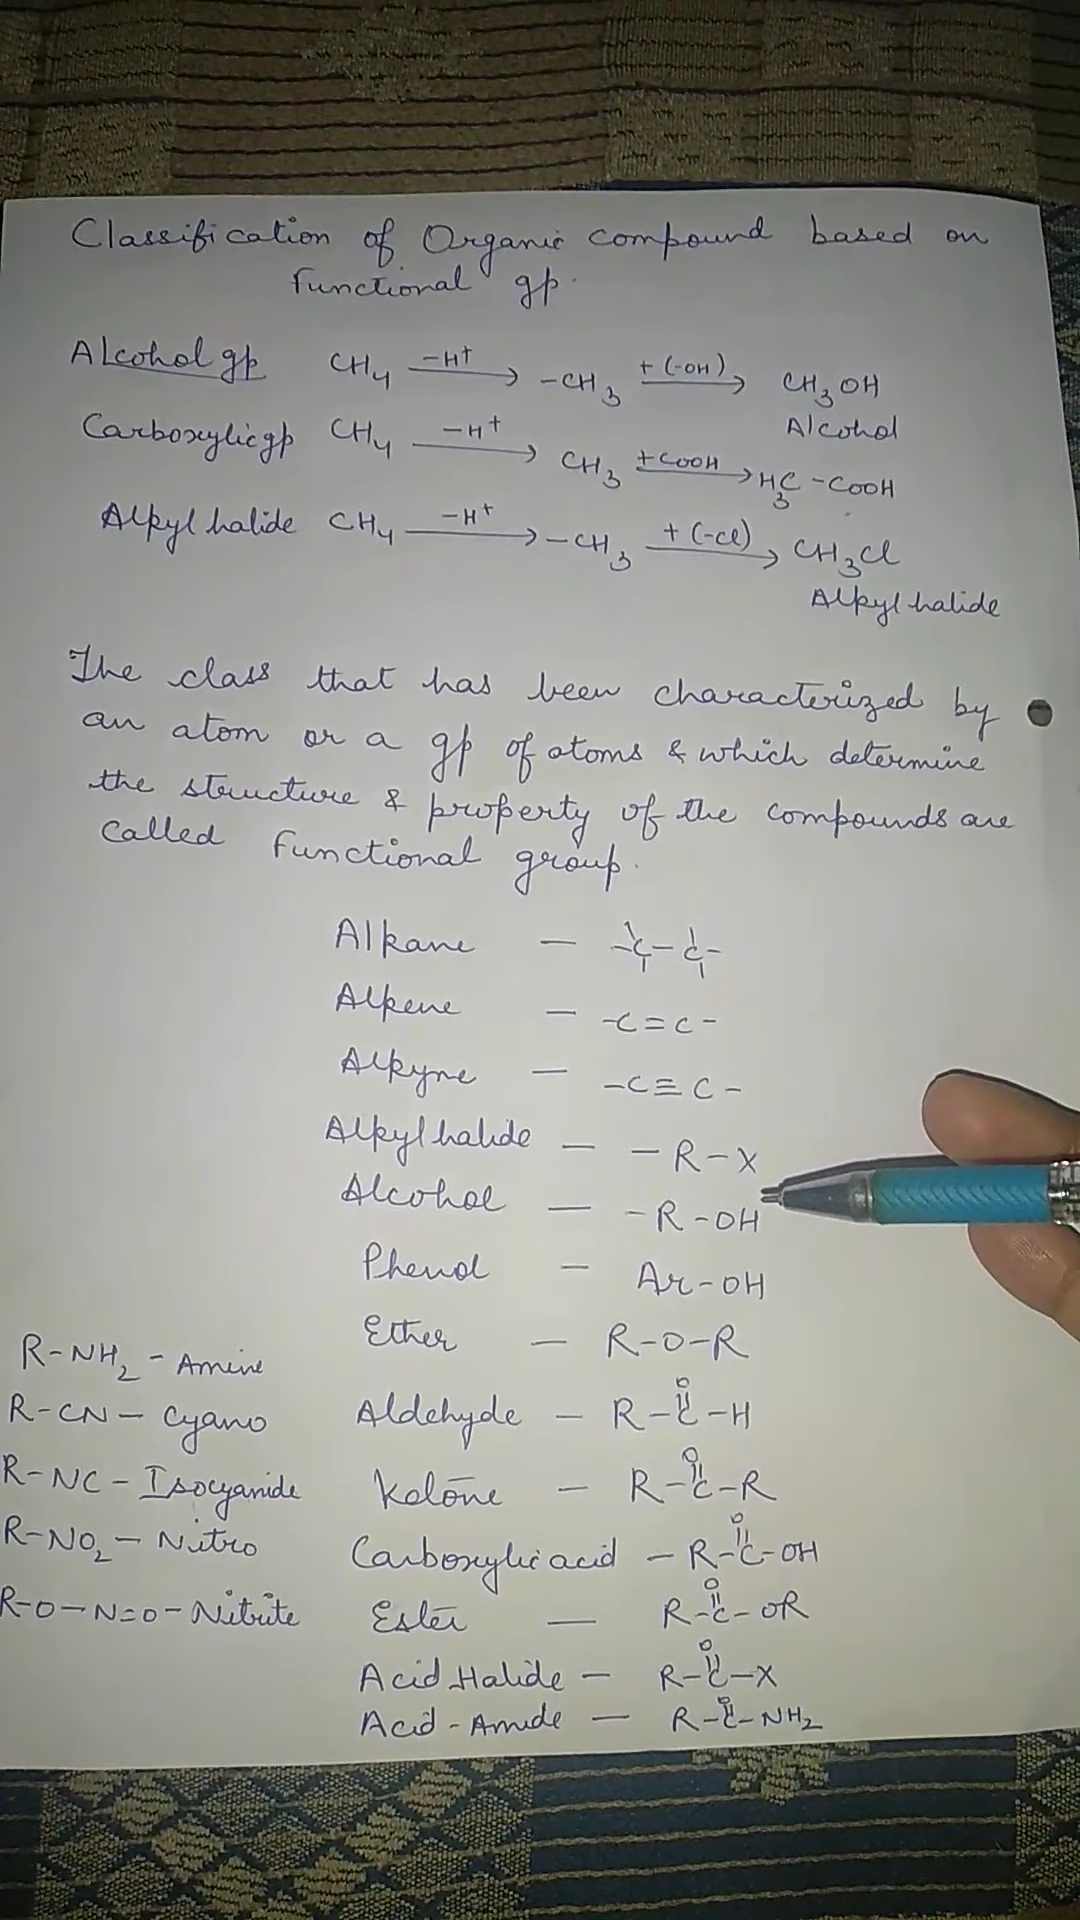 Classification of Organic compound based on
functional gp.
Alcohol gp CH4 -H+→ -CH3 +(-OH)→ CH3OH
Alcohol
Carboxylic gp CH4 -H+→ CH3 +COOH→ H3C-COOH
Alkyl halide CH4 -H+→ -CH3 +(-Cl)→ CH3Cl
Alkyl halide
The class that has been characterized by
an atom or a gp of atoms & which determine
the structure & property of the compounds are
called functional group.
Alkane — -C-C-
Alkene — -C=C-
Alkyne — -C≡C-
Alkyl halide — -R-X
Alcohol — -R-OH
Phenol — Ar-OH
Ether — R-O-R
R-NH2 - Amine
Aldehyde — R-C(=O)-H
R-CN - Cyano
Ketone — R-C(=O)-R
R-NC - Isocyanide
Carboxylic acid — R-C(=O)-OH
R-NO2 - Nitro
Ester — R-C(=O)-OR
R-O-N=O - Nitrite
Acid Halide — R-C(=O)-X
Acid-Amide — R-C(=O)-NH2